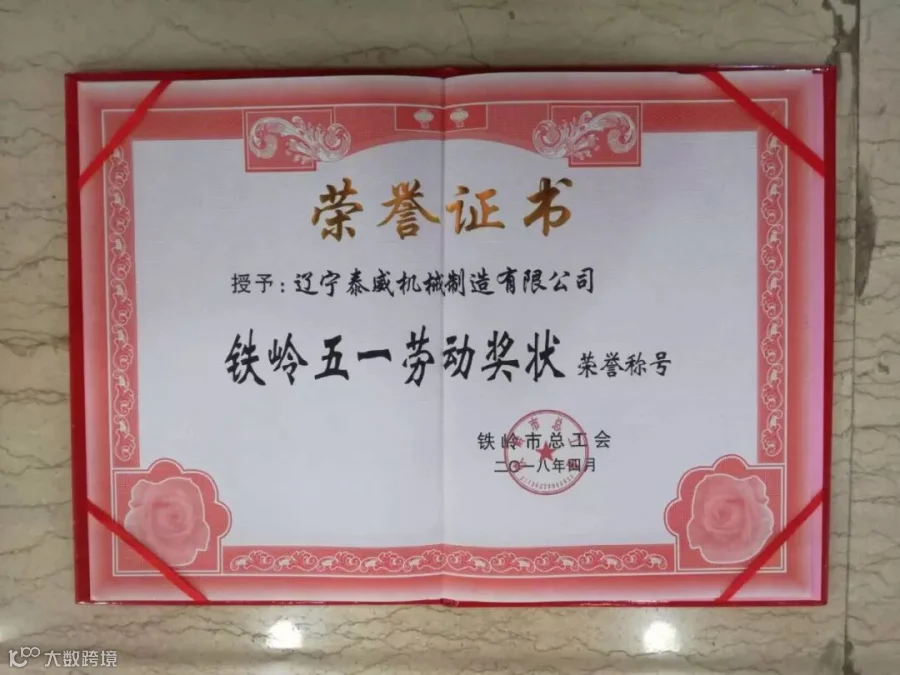 荣誉证书
授予：辽宁泰威机械制造有限公司
铁岭五一劳动奖状 荣誉称号
铁岭市总工会
二〇一八年四月
大数跨境